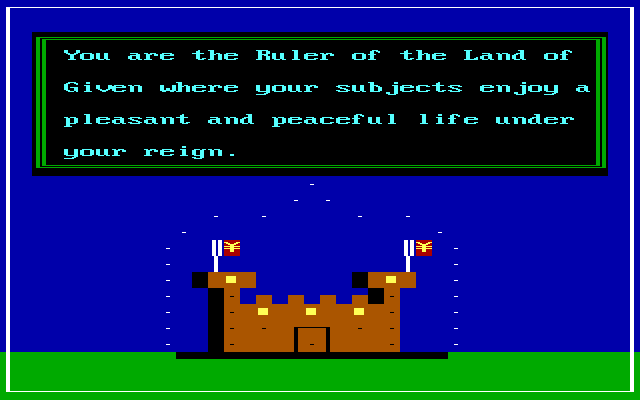 You are the Ruler of the Land of
Given where your subjects enjoy a
pleasant and peaceful life under
your reign.